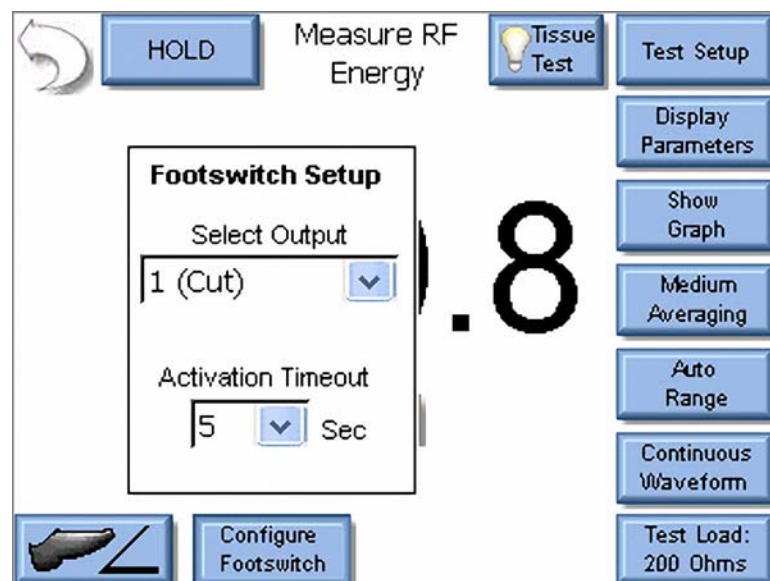 HOLD
Measure RF
Energy
Tissue
Test
Test Setup
Display
Parameters
Show
Graph
Medium
Averaging
Auto
Range
Continuous
Waveform
Test Load:
200 Ohms
Footswitch Setup
Select Output
1 (Cut)
Activation Timeout
5 Sec
.8
Configure
Footswitch